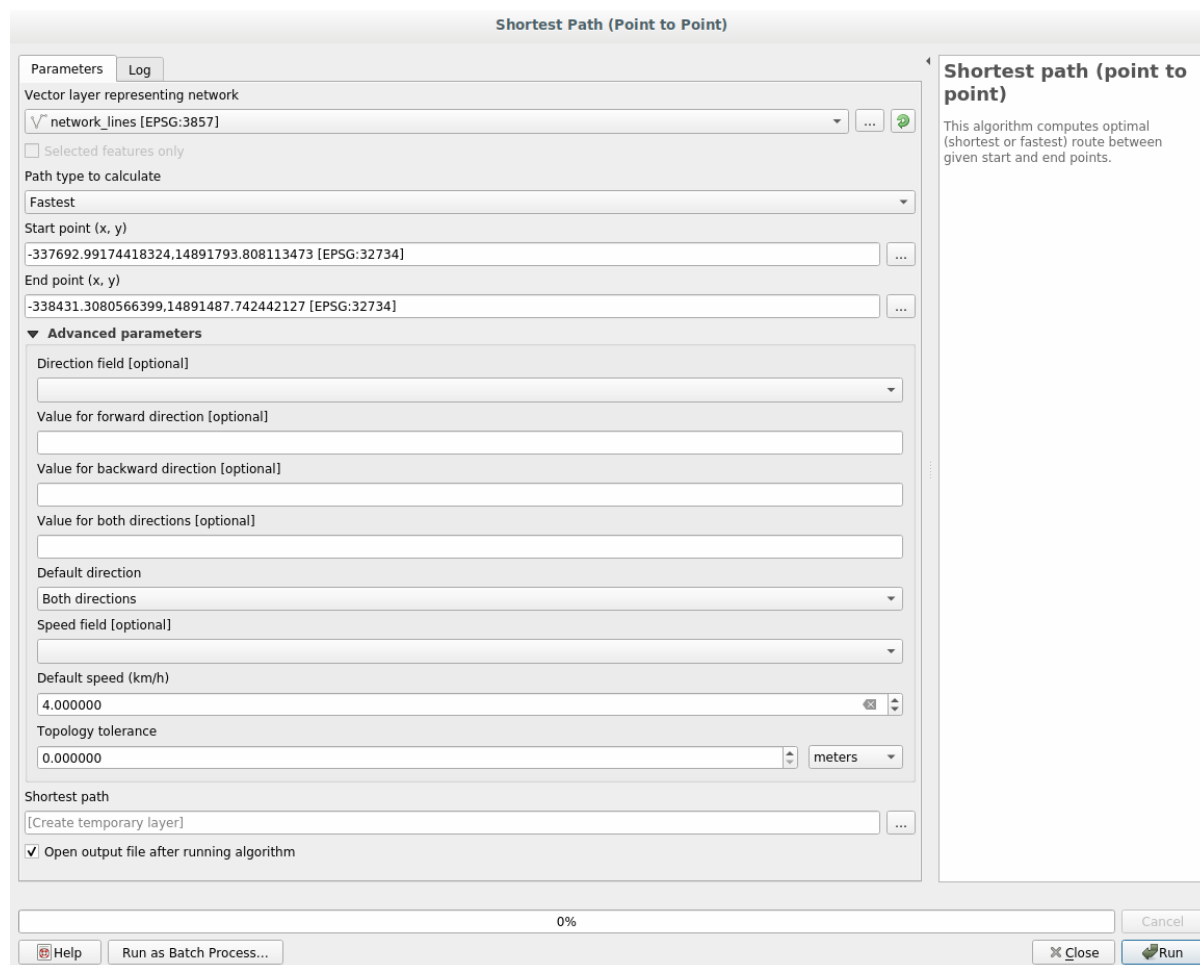 Shortest Path (Point to Point)
Parameters
Log
Vector layer representing network
network_lines [EPSG:3857]
...
Selected features only
Path type to calculate
Fastest
Start point (x, y)
-337692.99174418324,14891793.808113473 [EPSG:32734]
...
End point (x, y)
-338431.3080566399,14891487.742442127 [EPSG:32734]
...
Advanced parameters
Direction field [optional]
Value for forward direction [optional]
Value for backward direction [optional]
Value for both directions [optional]
Default direction
Both directions
Speed field [optional]
Default speed (km/h)
4.000000
Topology tolerance
0.000000
meters
Shortest path
[Create temporary layer]
...
Open output file after running algorithm
Shortest path (point to
point)
This algorithm computes optimal
(shortest or fastest) route between
given start and end points.
0%
Cancel
Help
Run as Batch Process...
Close
Run